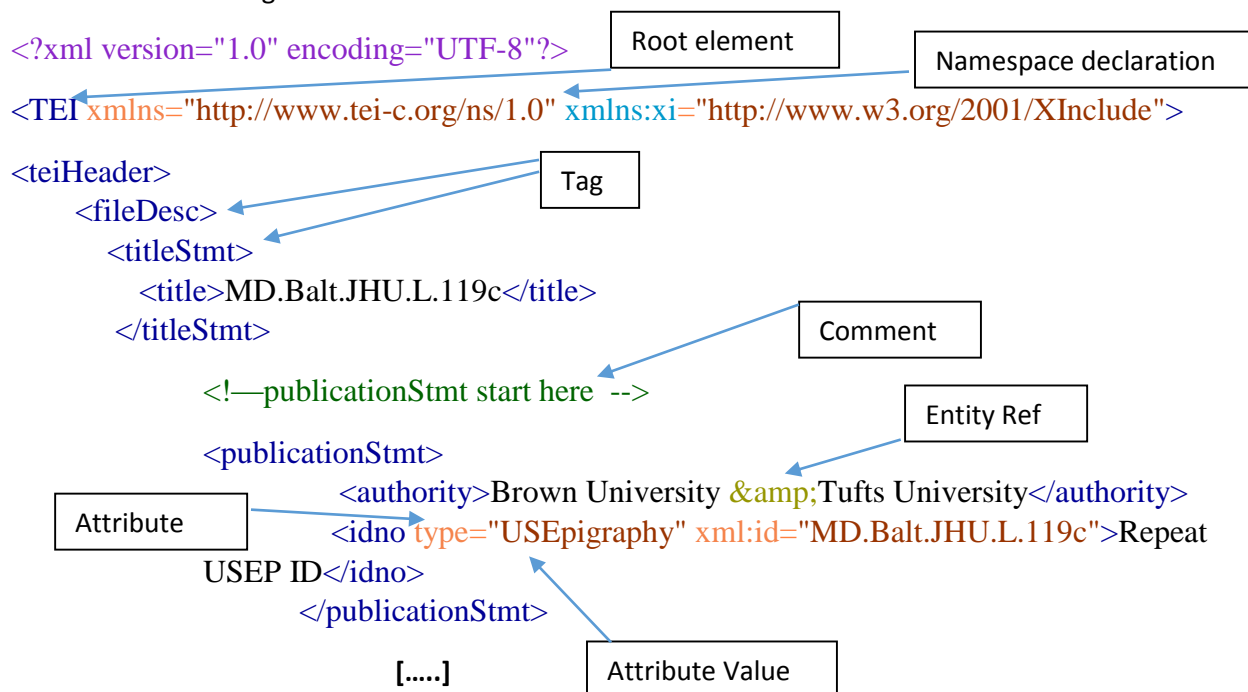 <?xml version="1.0" encoding="UTF-8"?>
Root element
Namespace declaration
<TEI xmlns="http://www.tei-c.org/ns/1.0" xmlns:xi="http://www.w3.org/2001/XInclude">
<teiHeader>
Tag
<fileDesc>
<titleStmt>
<title>MD.Balt.JHU.L.119c</title>
</titleStmt>
Comment
<!—publicationStmt start here -->
Entity Ref
<publicationStmt>
<authority>Brown University &amp;Tufts University</authority>
Attribute
<idno type="USEpigraphy" xml:id="MD.Balt.JHU.L.119c">Repeat
USEP ID</idno>
</publicationStmt>
[.....]
Attribute Value